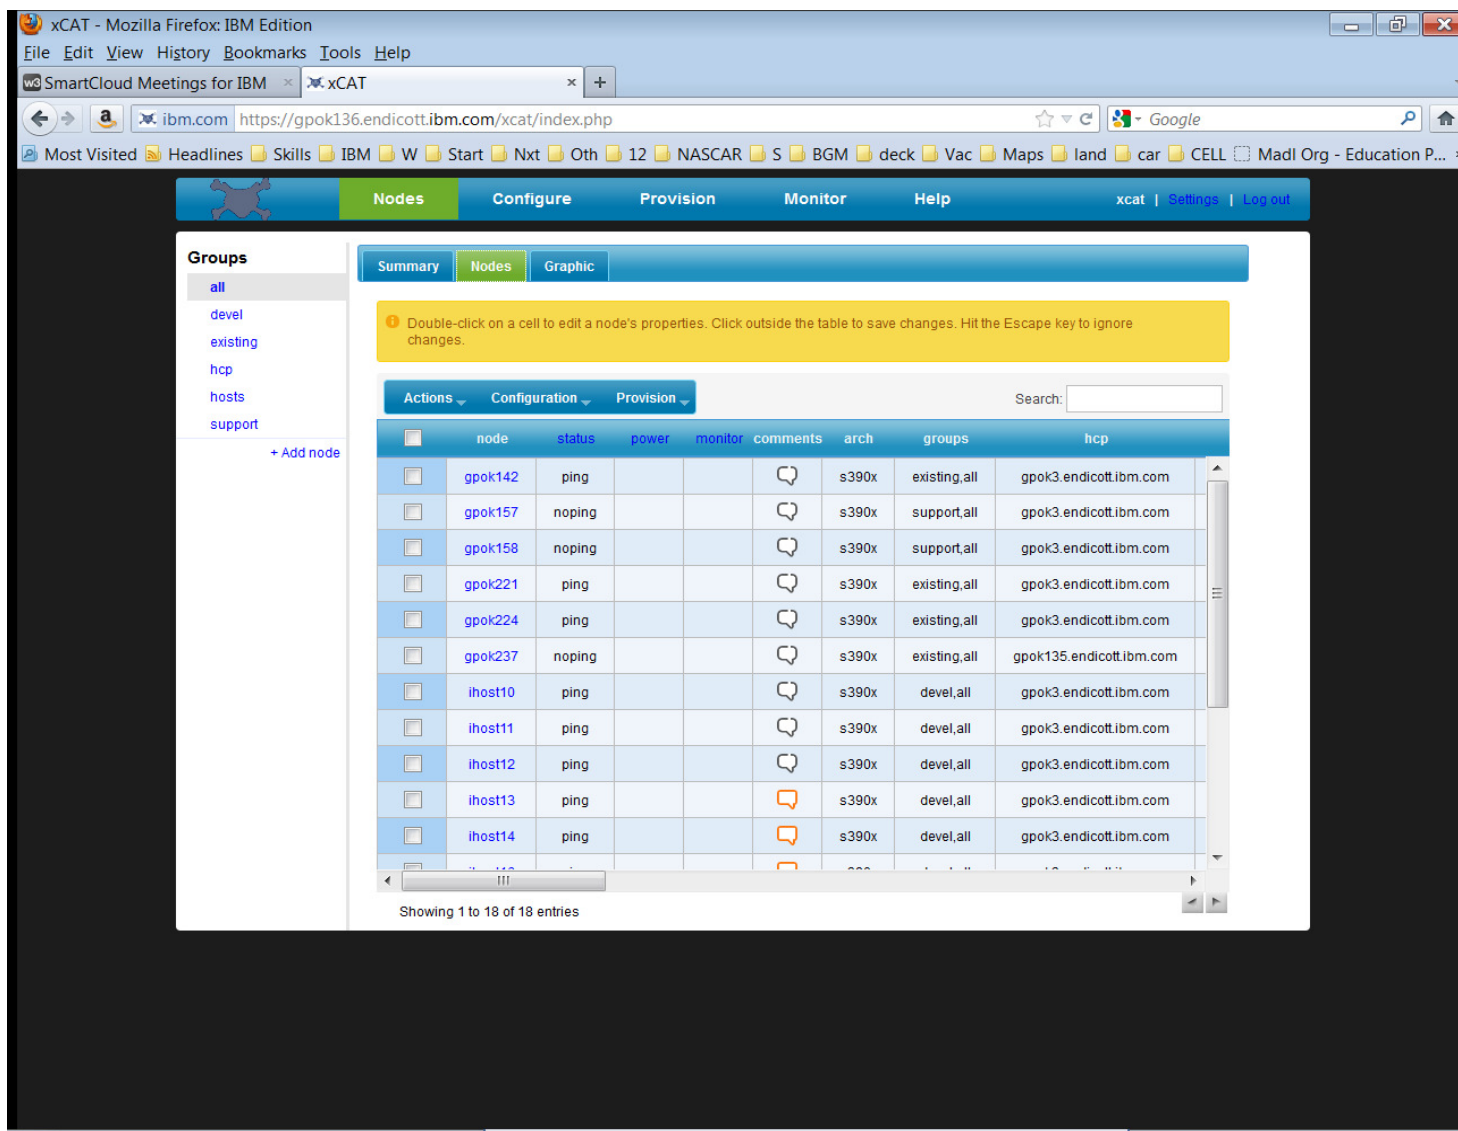 xCAT - Mozilla Firefox: IBM Edition
File Edit View History Bookmarks Tools Help
w3 SmartCloud Meetings for IBM × xCAT × +
a ibm.com https://gpok136.endicott.ibm.com/xcat/index.php Google
Most Visited Headlines Skills IBM W Start Nxt Oth 12 NASCAR S BGM deck Vac Maps land car CELL Madl Org - Education P...
Nodes Configure Provision Monitor Help xcat | Settings | Log out
Groups
all
devel
existing
hcp
hosts
support
+ Add node
Summary Nodes Graphic
Double-click on a cell to edit a node's properties. Click outside the table to save changes. Hit the Escape key to ignore
changes.
Actions Configuration Provision Search:
node status power monitor comments arch groups hcp
gpok142 ping s390x existing,all gpok3.endicott.ibm.com
gpok157 noping s390x support,all gpok3.endicott.ibm.com
gpok158 noping s390x support,all gpok3.endicott.ibm.com
gpok221 ping s390x existing,all gpok3.endicott.ibm.com
gpok224 ping s390x existing,all gpok3.endicott.ibm.com
gpok237 noping s390x existing,all gpok135.endicott.ibm.com
ihost10 ping s390x devel,all gpok3.endicott.ibm.com
ihost11 ping s390x devel,all gpok3.endicott.ibm.com
ihost12 ping s390x devel,all gpok3.endicott.ibm.com
ihost13 ping s390x devel,all gpok3.endicott.ibm.com
ihost14 ping s390x devel,all gpok3.endicott.ibm.com
Showing 1 to 18 of 18 entries